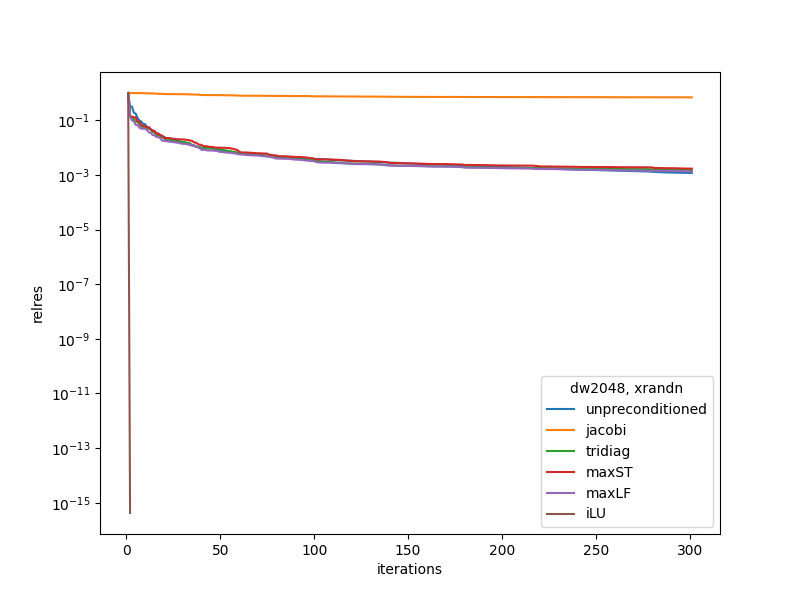 10⁻¹
10⁻³
10⁻⁵
10⁻⁷
10⁻⁹
10⁻¹¹
10⁻¹³
10⁻¹⁵
relres
0 50 100 150 200 250 300
iterations
dw2048, xrandn
unpreconditioned
jacobi
tridiag
maxST
maxLF
iLU